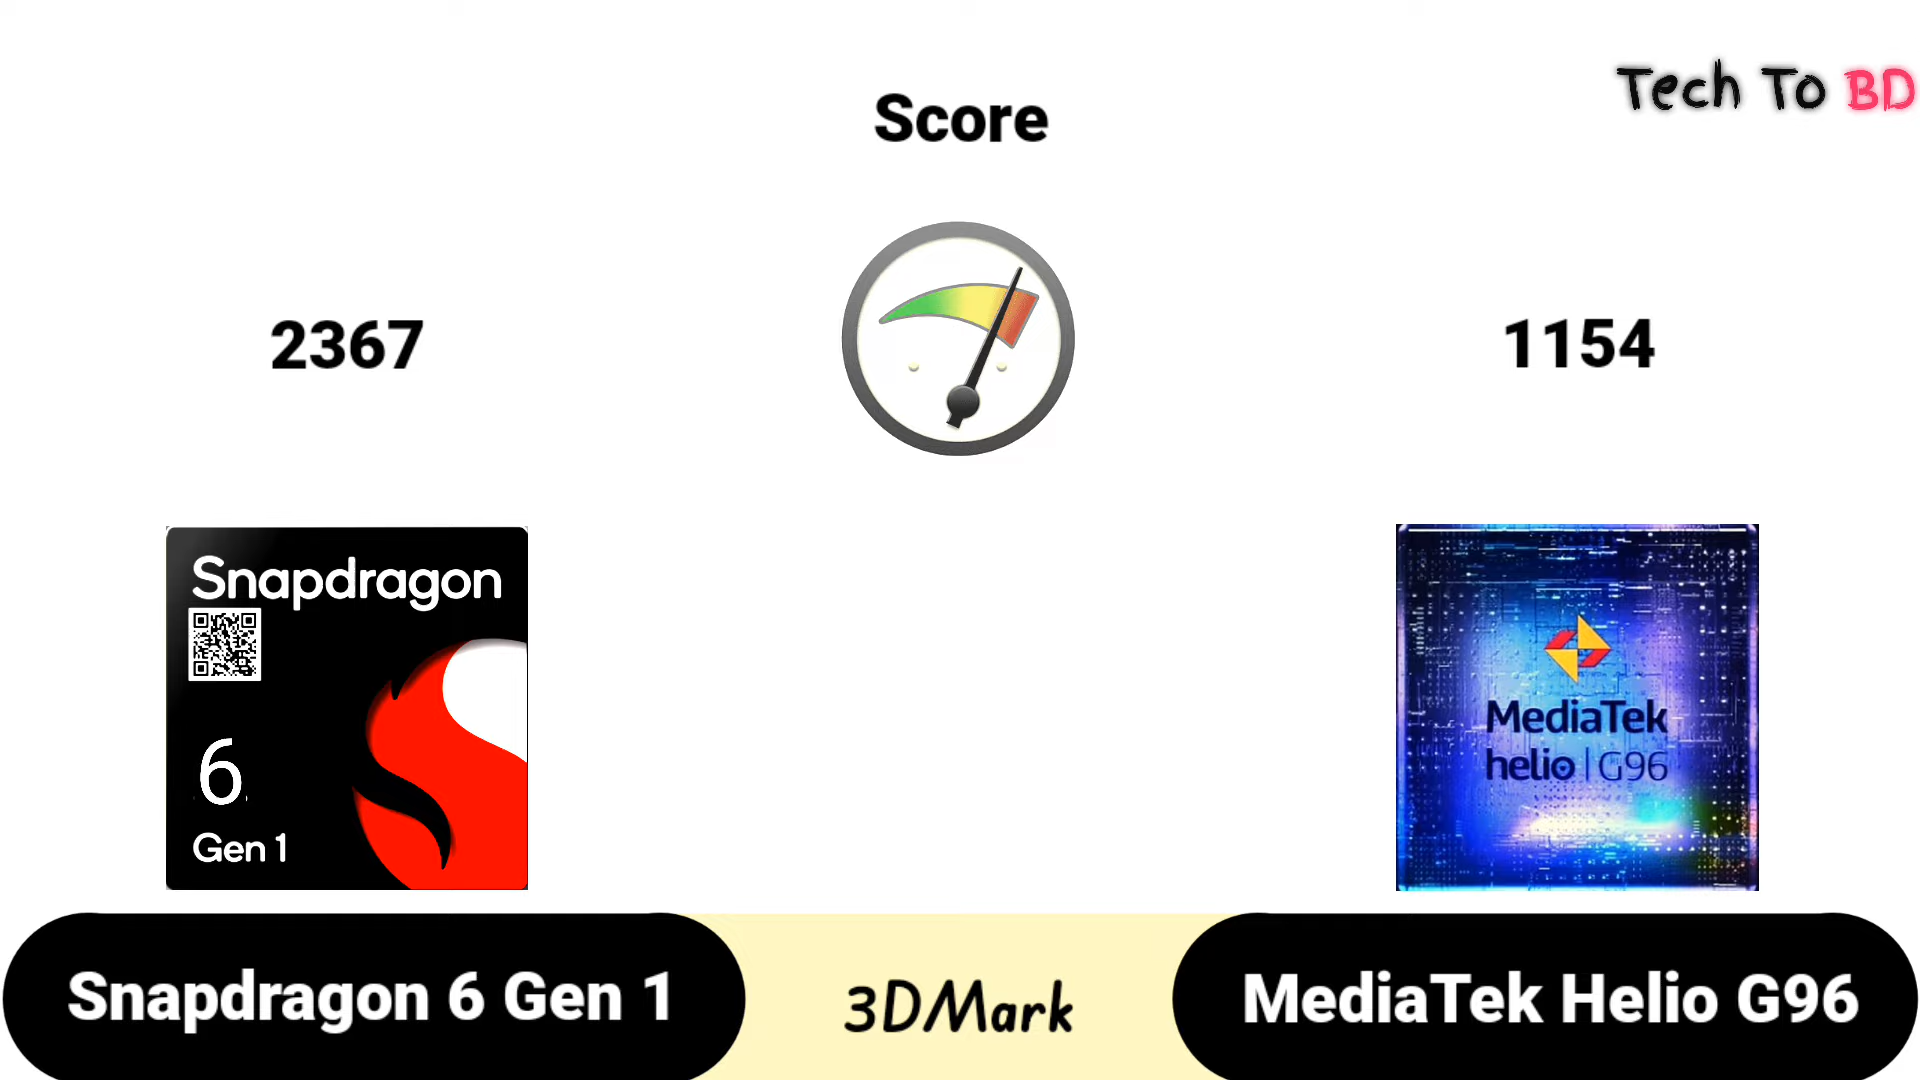 Tech To BD
Score
2367
1154
Snapdragon
6
Gen 1
MediaTek
helio | G96
Snapdragon 6 Gen 1
3DMark
MediaTek Helio G96